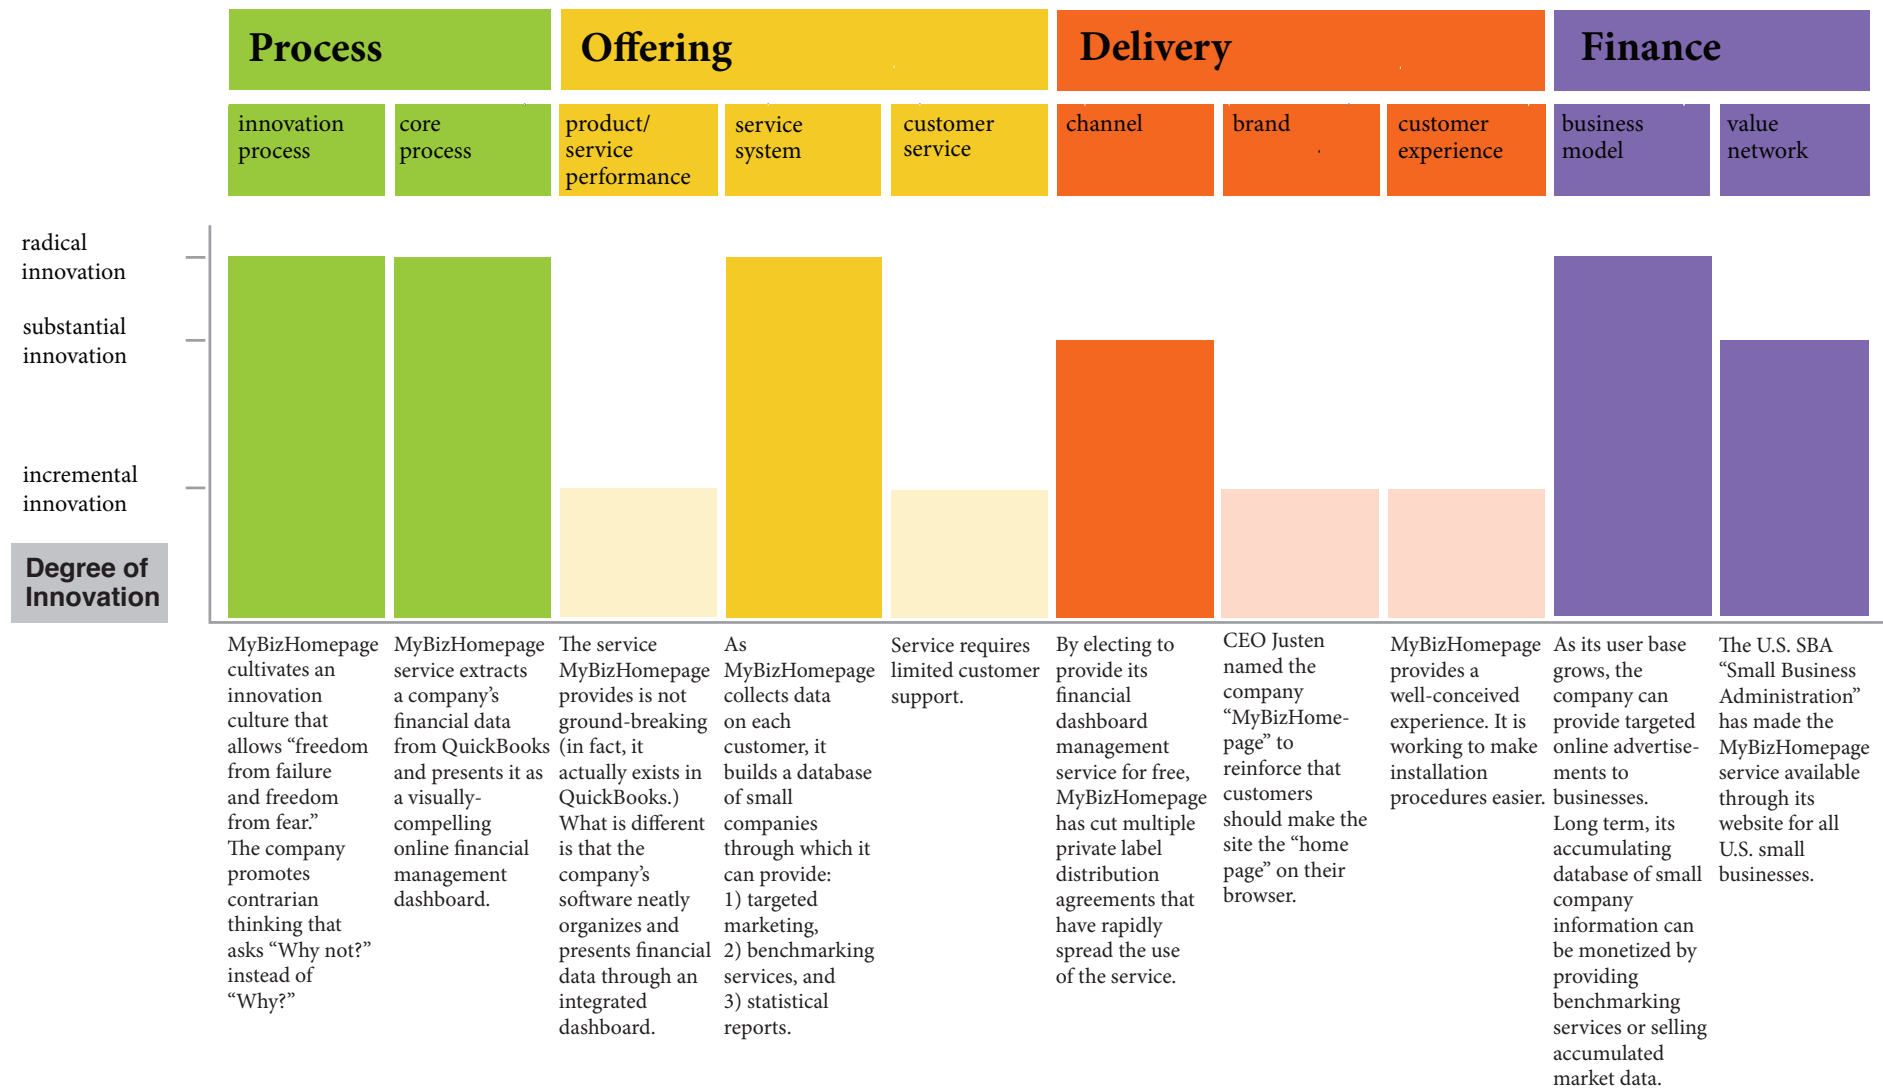 Process
Offering
Delivery
Finance
innovation
process
core
process
product/
service
performance
service
system
customer
service
channel
brand
customer
experience
business
model
value
network
radical
innovation
substantial
innovation
incremental
innovation
Degree of
Innovation
MyBizHomepage
cultivates an
innovation
culture that
allows “freedom
from failure
and freedom
from fear.”
The company
promotes
contrarian
thinking that
asks “Why not?”
instead of
“Why?”
MyBizHomepage
service extracts
a company’s
financial data
from QuickBooks
and presents it as
a visually-
compelling
online financial
management
dashboard.
The service
MyBizHomepage
provides is not
ground-breaking
(in fact, it
actually exists in
QuickBooks.)
What is different
is that the
company’s
software neatly
organizes and
presents financial
data through an
integrated
dashboard.
As
MyBizHomepage
collects data
on each
customer, it
builds a database
of small
companies
through which it
can provide:
1) targeted
marketing,
2) benchmarking
services, and
3) statistical
reports.
Service requires
limited customer
support.
By electing to
provide its
financial
dashboard
management
service for free,
MyBizHomepage
has cut multiple
private label
distribution
agreements that
have rapidly
spread the use
of the service.
CEO Justen
named the
company
“MyBizHome-
page” to
reinforce that
customers
should make the
site the “home
page” on their
browser.
MyBizHomepage
provides a
well-conceived
experience. It is
working to make
installation
procedures easier.
As its user base
grows, the
company can
provide targeted
online advertise-
ments to
businesses.
Long term, its
accumulating
database of small
company
information can
be monetized by
providing
benchmarking
services or selling
accumulated
market data.
The U.S. SBA
“Small Business
Administration”
has made the
MyBizHomepage
service available
through its
website for all
U.S. small
businesses.